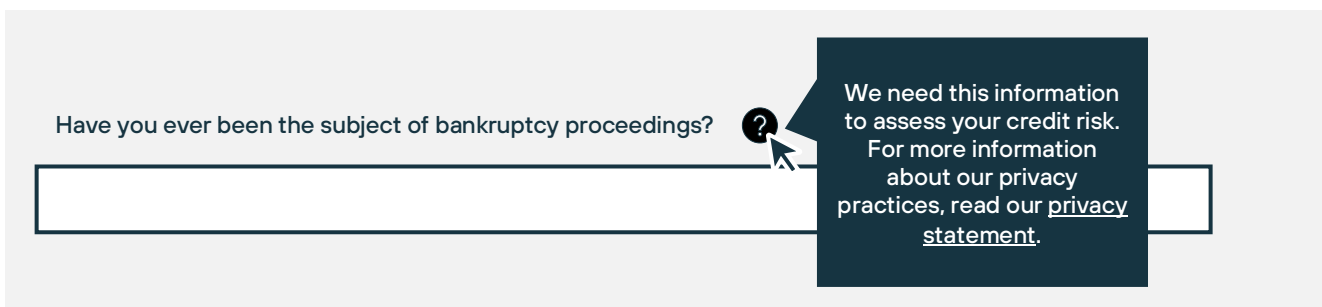 Have you ever been the subject of bankruptcy proceedings?
?
We need this information
to assess your credit risk.
For more information
about our privacy
practices, read our privacy
statement.